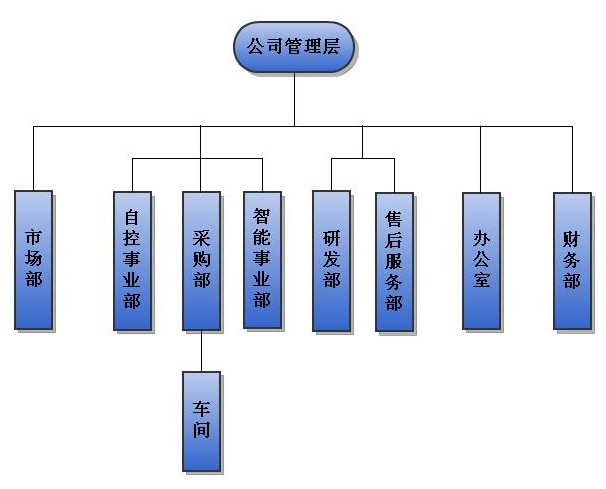 公司管理层
市场部
自控事业部
采购部
智能事业部
研发部
售后服务部
办公室
财务部
车间